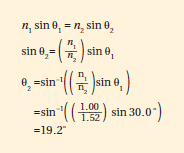 n₁ sin θ₁ = n₂ sin θ₂
sin θ₂= (n₁/n₂) sin θ₁
θ₂ =sin⁻¹((n₁/n₂)sin θ₁)
=sin⁻¹((1.00/1.52) sin 30.0°)
=19.2°